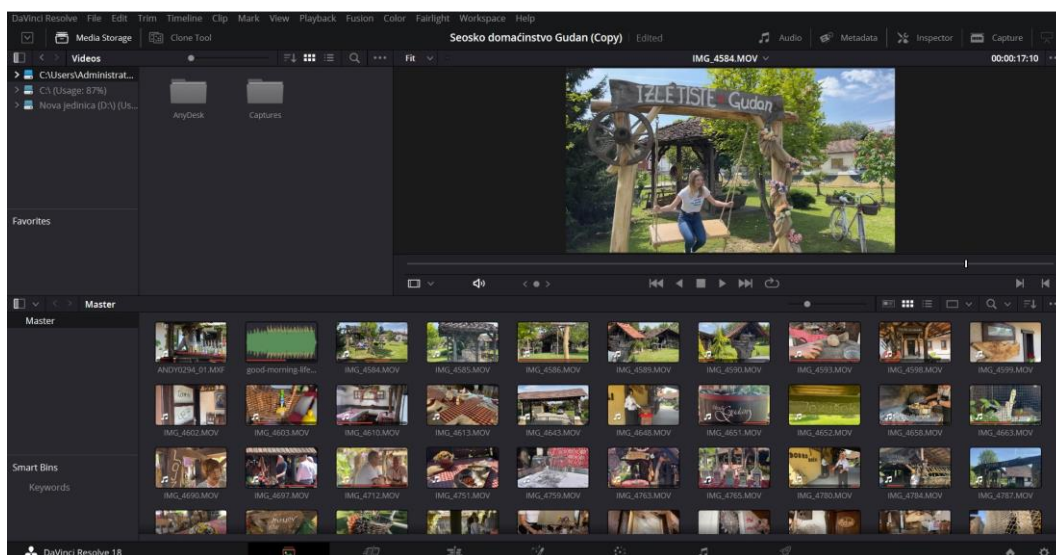 DaVinci Resolve File Edit Trim Timeline Clip Mark View Playback Fusion Color Fairlight Workspace Help
Media Storage Clone Tool Seosko domaćinstvo Gudan (Copy) Edited Audio Metadata Inspector Capture
Videos Fit IMG_4584.MOV 00:00:17:10
C:\Users\Administrat...
C:\ (Usage: 87%)
Nova jedinica (D:\) (Us...
AnyDesk Captures
IZLETIŠTE Gudan
Favorites
Master
Master
ANDY0294_01.MXF good-morning-life... IMG_4584.MOV IMG_4585.MOV IMG_4586.MOV IMG_4589.MOV IMG_4590.MOV IMG_4593.MOV IMG_4598.MOV IMG_4599.MOV
IMG_4602.MOV IMG_4603.MOV IMG_4610.MOV IMG_4613.MOV IMG_4643.MOV IMG_4648.MOV IMG_4651.MOV IMG_4652.MOV IMG_4658.MOV IMG_4663.MOV
Smart Bins
Keywords
IMG_4690.MOV IMG_4697.MOV IMG_4712.MOV IMG_4751.MOV IMG_4759.MOV IMG_4763.MOV IMG_4765.MOV IMG_4780.MOV IMG_4784.MOV IMG_4787.MOV
DaVinci Resolve 18